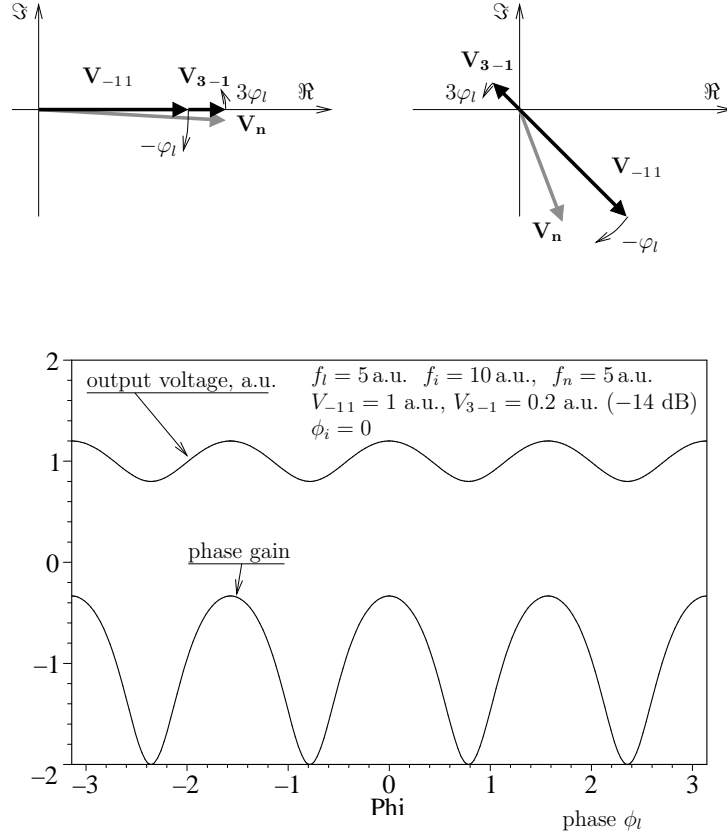 ℑ
V₋₁₁ V₃₋₁ 3φₗ ℜ
Vₙ
−φₗ
ℑ
V₃₋₁
3φₗ ℜ
V₋₁₁
Vₙ
−φₗ
2
output voltage, a.u.
fₗ = 5 a.u. fᵢ = 10 a.u., fₙ = 5 a.u.
V₋₁₁ = 1 a.u., V₃₋₁ = 0.2 a.u. (−14 dB)
ϕᵢ = 0
1
0
phase gain
−1
−2
−3 −2 −1 0 1 2 3
Phi
phase ϕₗ